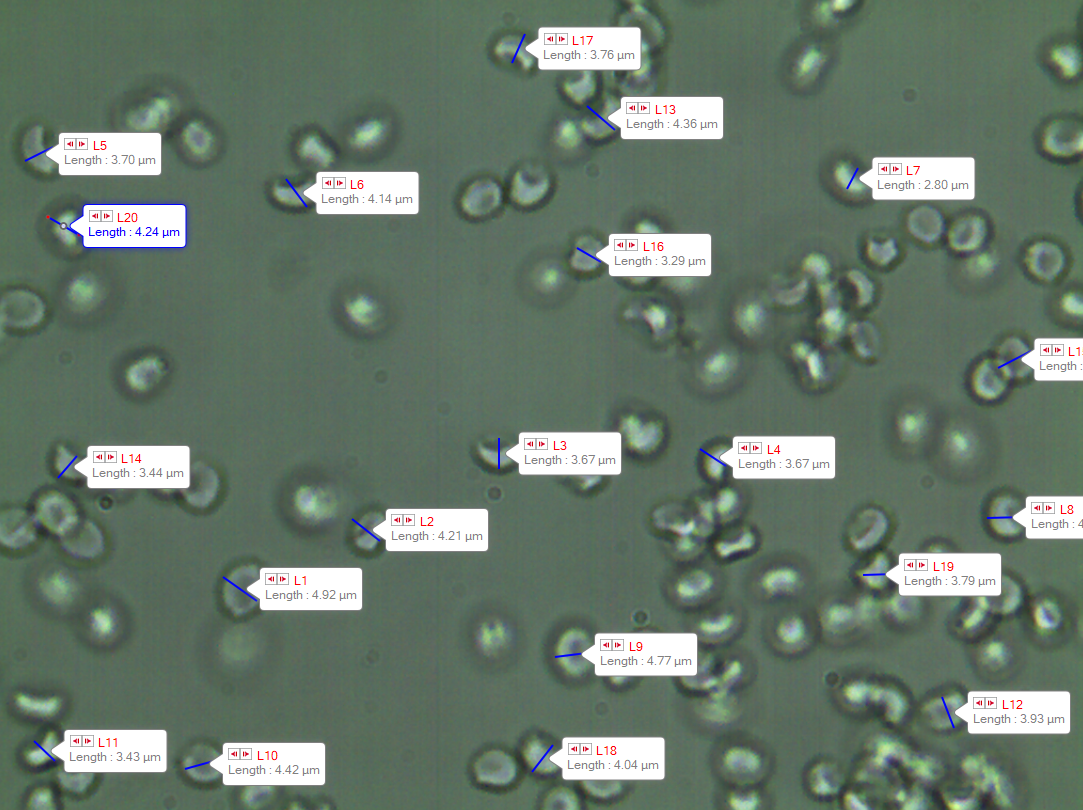 L17
Length : 3.76 µm
L13
Length : 4.36 µm
L5
Length : 3.70 µm
L7
Length : 2.80 µm
L6
Length : 4.14 µm
L20
Length : 4.24 µm
L16
Length : 3.29 µm
Length :
L3
Length : 3.67 µm
L4
Length : 3.67 µm
L14
Length : 3.44 µm
L8
Length : 4
L2
Length : 4.21 µm
L19
Length : 3.79 µm
L1
Length : 4.92 µm
L9
Length : 4.77 µm
L12
Length : 3.93 µm
L11
Length : 3.43 µm
L18
Length : 4.04 µm
L10
Length : 4.42 µm